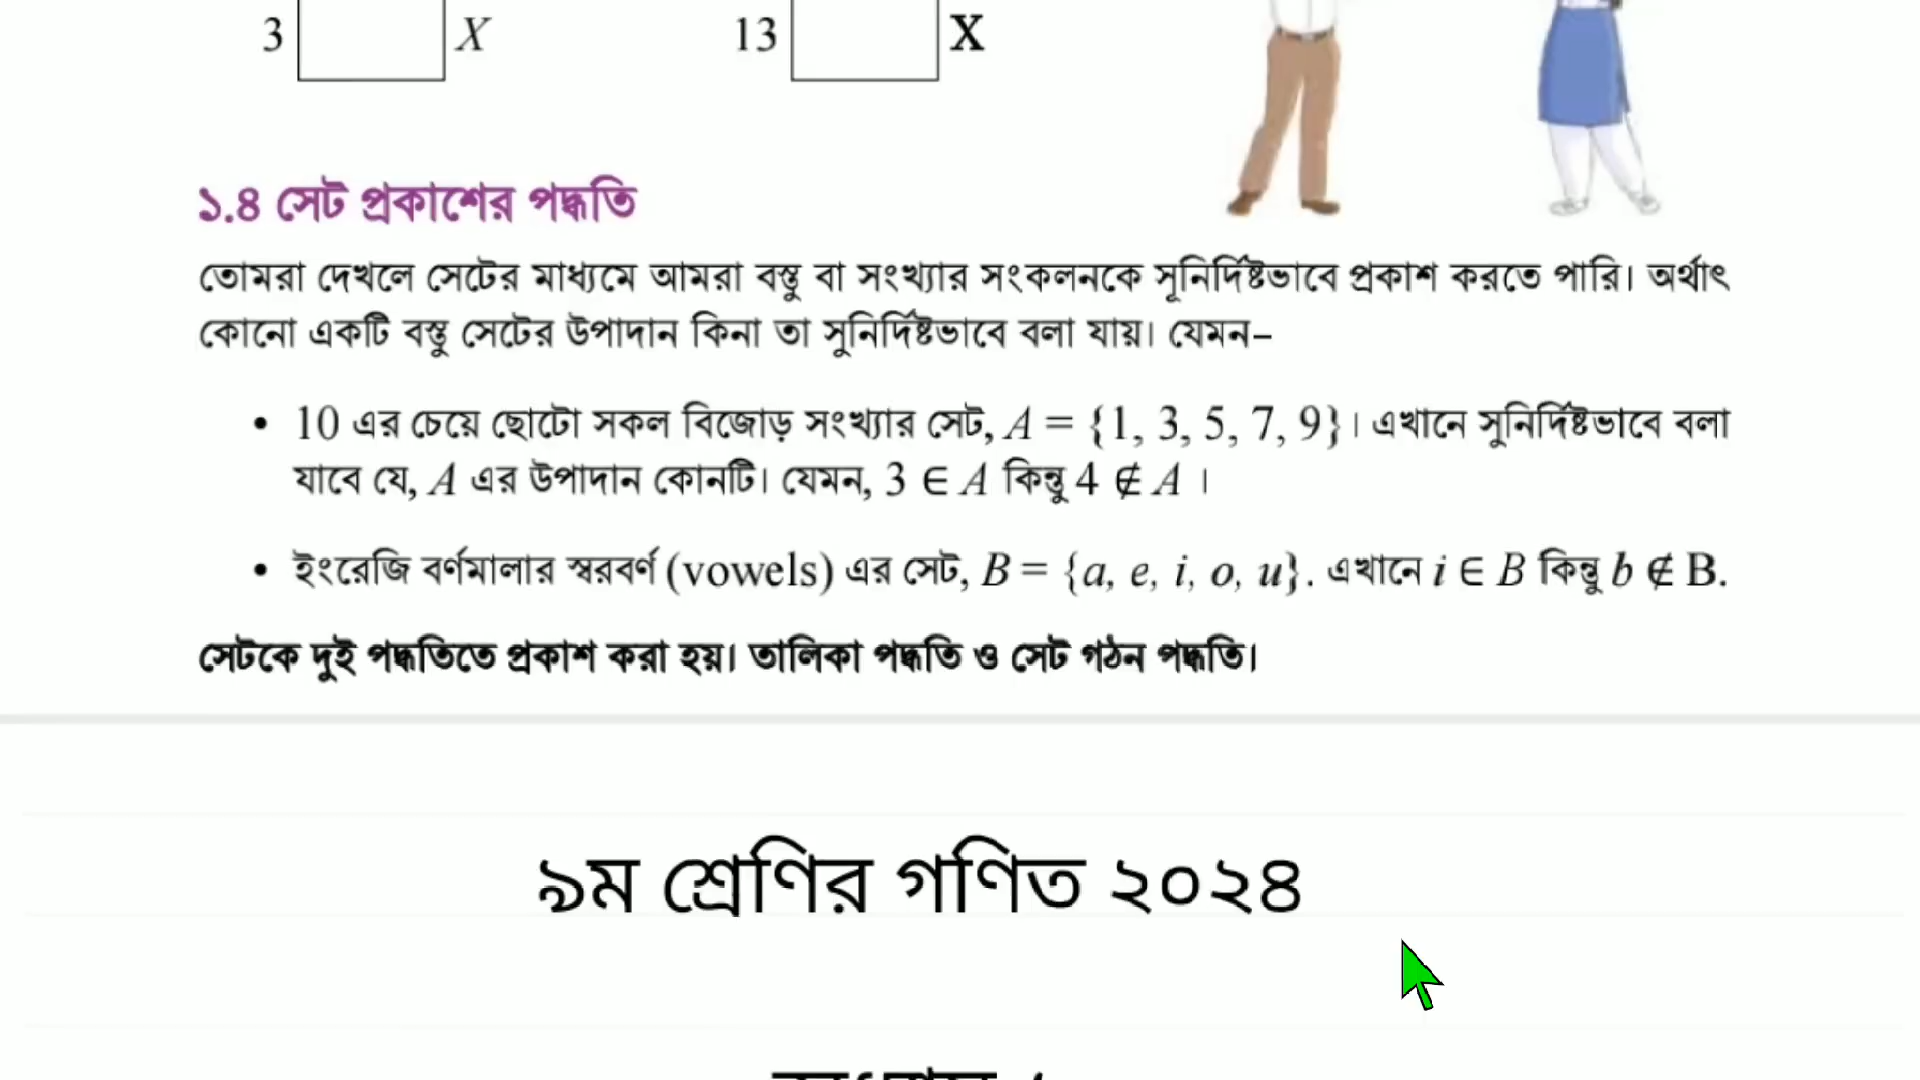 3 X 13 X
১.৪ সেট প্রকাশের পদ্ধতি
তোমরা দেখলে সেটের মাধ্যমে আমরা বস্তু বা সংখ্যার সংকলনকে সূনির্দিষ্টভাবে প্রকাশ করতে পারি। অর্থাৎ
কোনো একটি বস্তু সেটের উপাদান কিনা তা সুনির্দিষ্টভাবে বলা যায়। যেমন–
• 10 এর চেয়ে ছোটো সকল বিজোড় সংখ্যার সেট, A = {1, 3, 5, 7, 9}। এখানে সুনির্দিষ্টভাবে বলা
যাবে যে, A এর উপাদান কোনটি। যেমন, 3 ∈ A কিন্তু 4 ∉ A ।
• ইংরেজি বর্ণমালার স্বরবর্ণ (vowels) এর সেট, B = {a, e, i, o, u}. এখানে i ∈ B কিন্তু b ∉ B.
সেটকে দুই পদ্ধতিতে প্রকাশ করা হয়। তালিকা পদ্ধতি ও সেট গঠন পদ্ধতি।
৯ম শ্রেণির গণিত ২০২৪